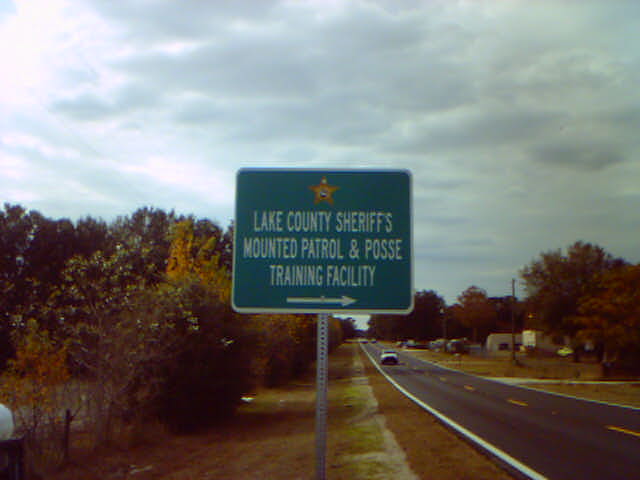 LAKE COUNTY SHERIFF'S
MOUNTED PATROL & POSSE
TRAINING FACILITY